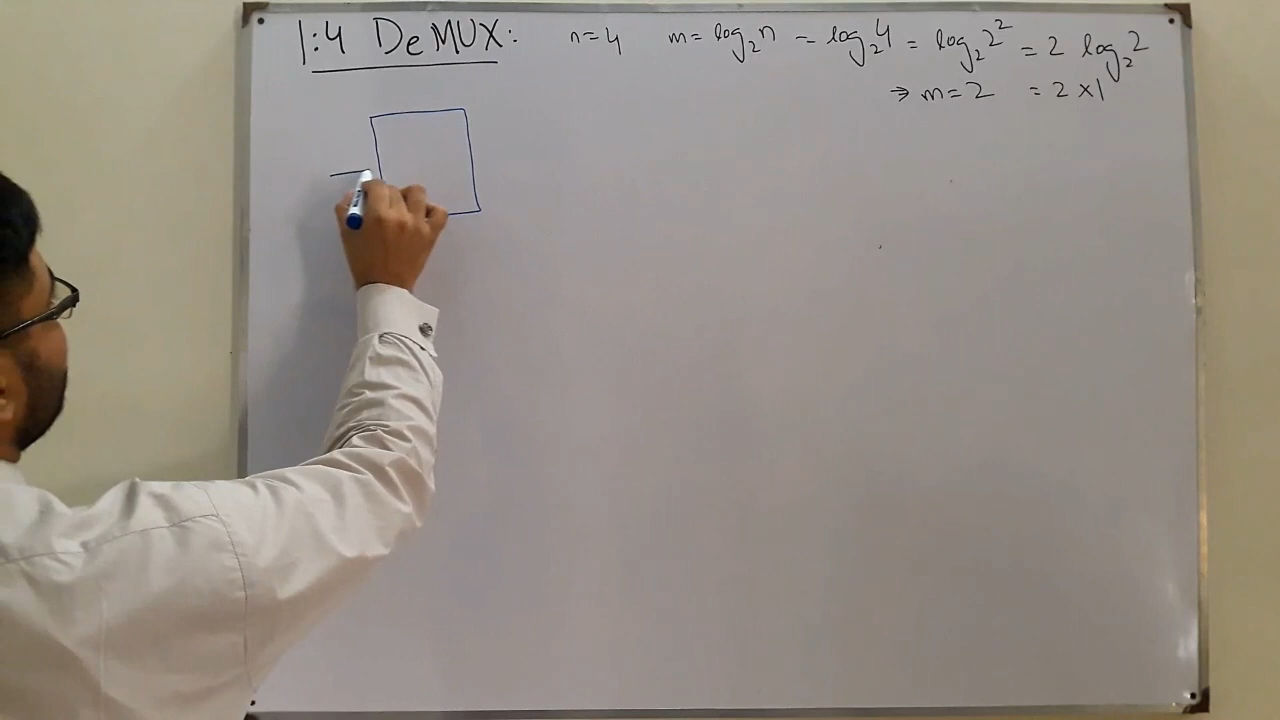 1:4 DeMUX: n=4 m= log₂n = log₂4 = log₂2² = 2 log₂2
⇒ m=2 = 2×1